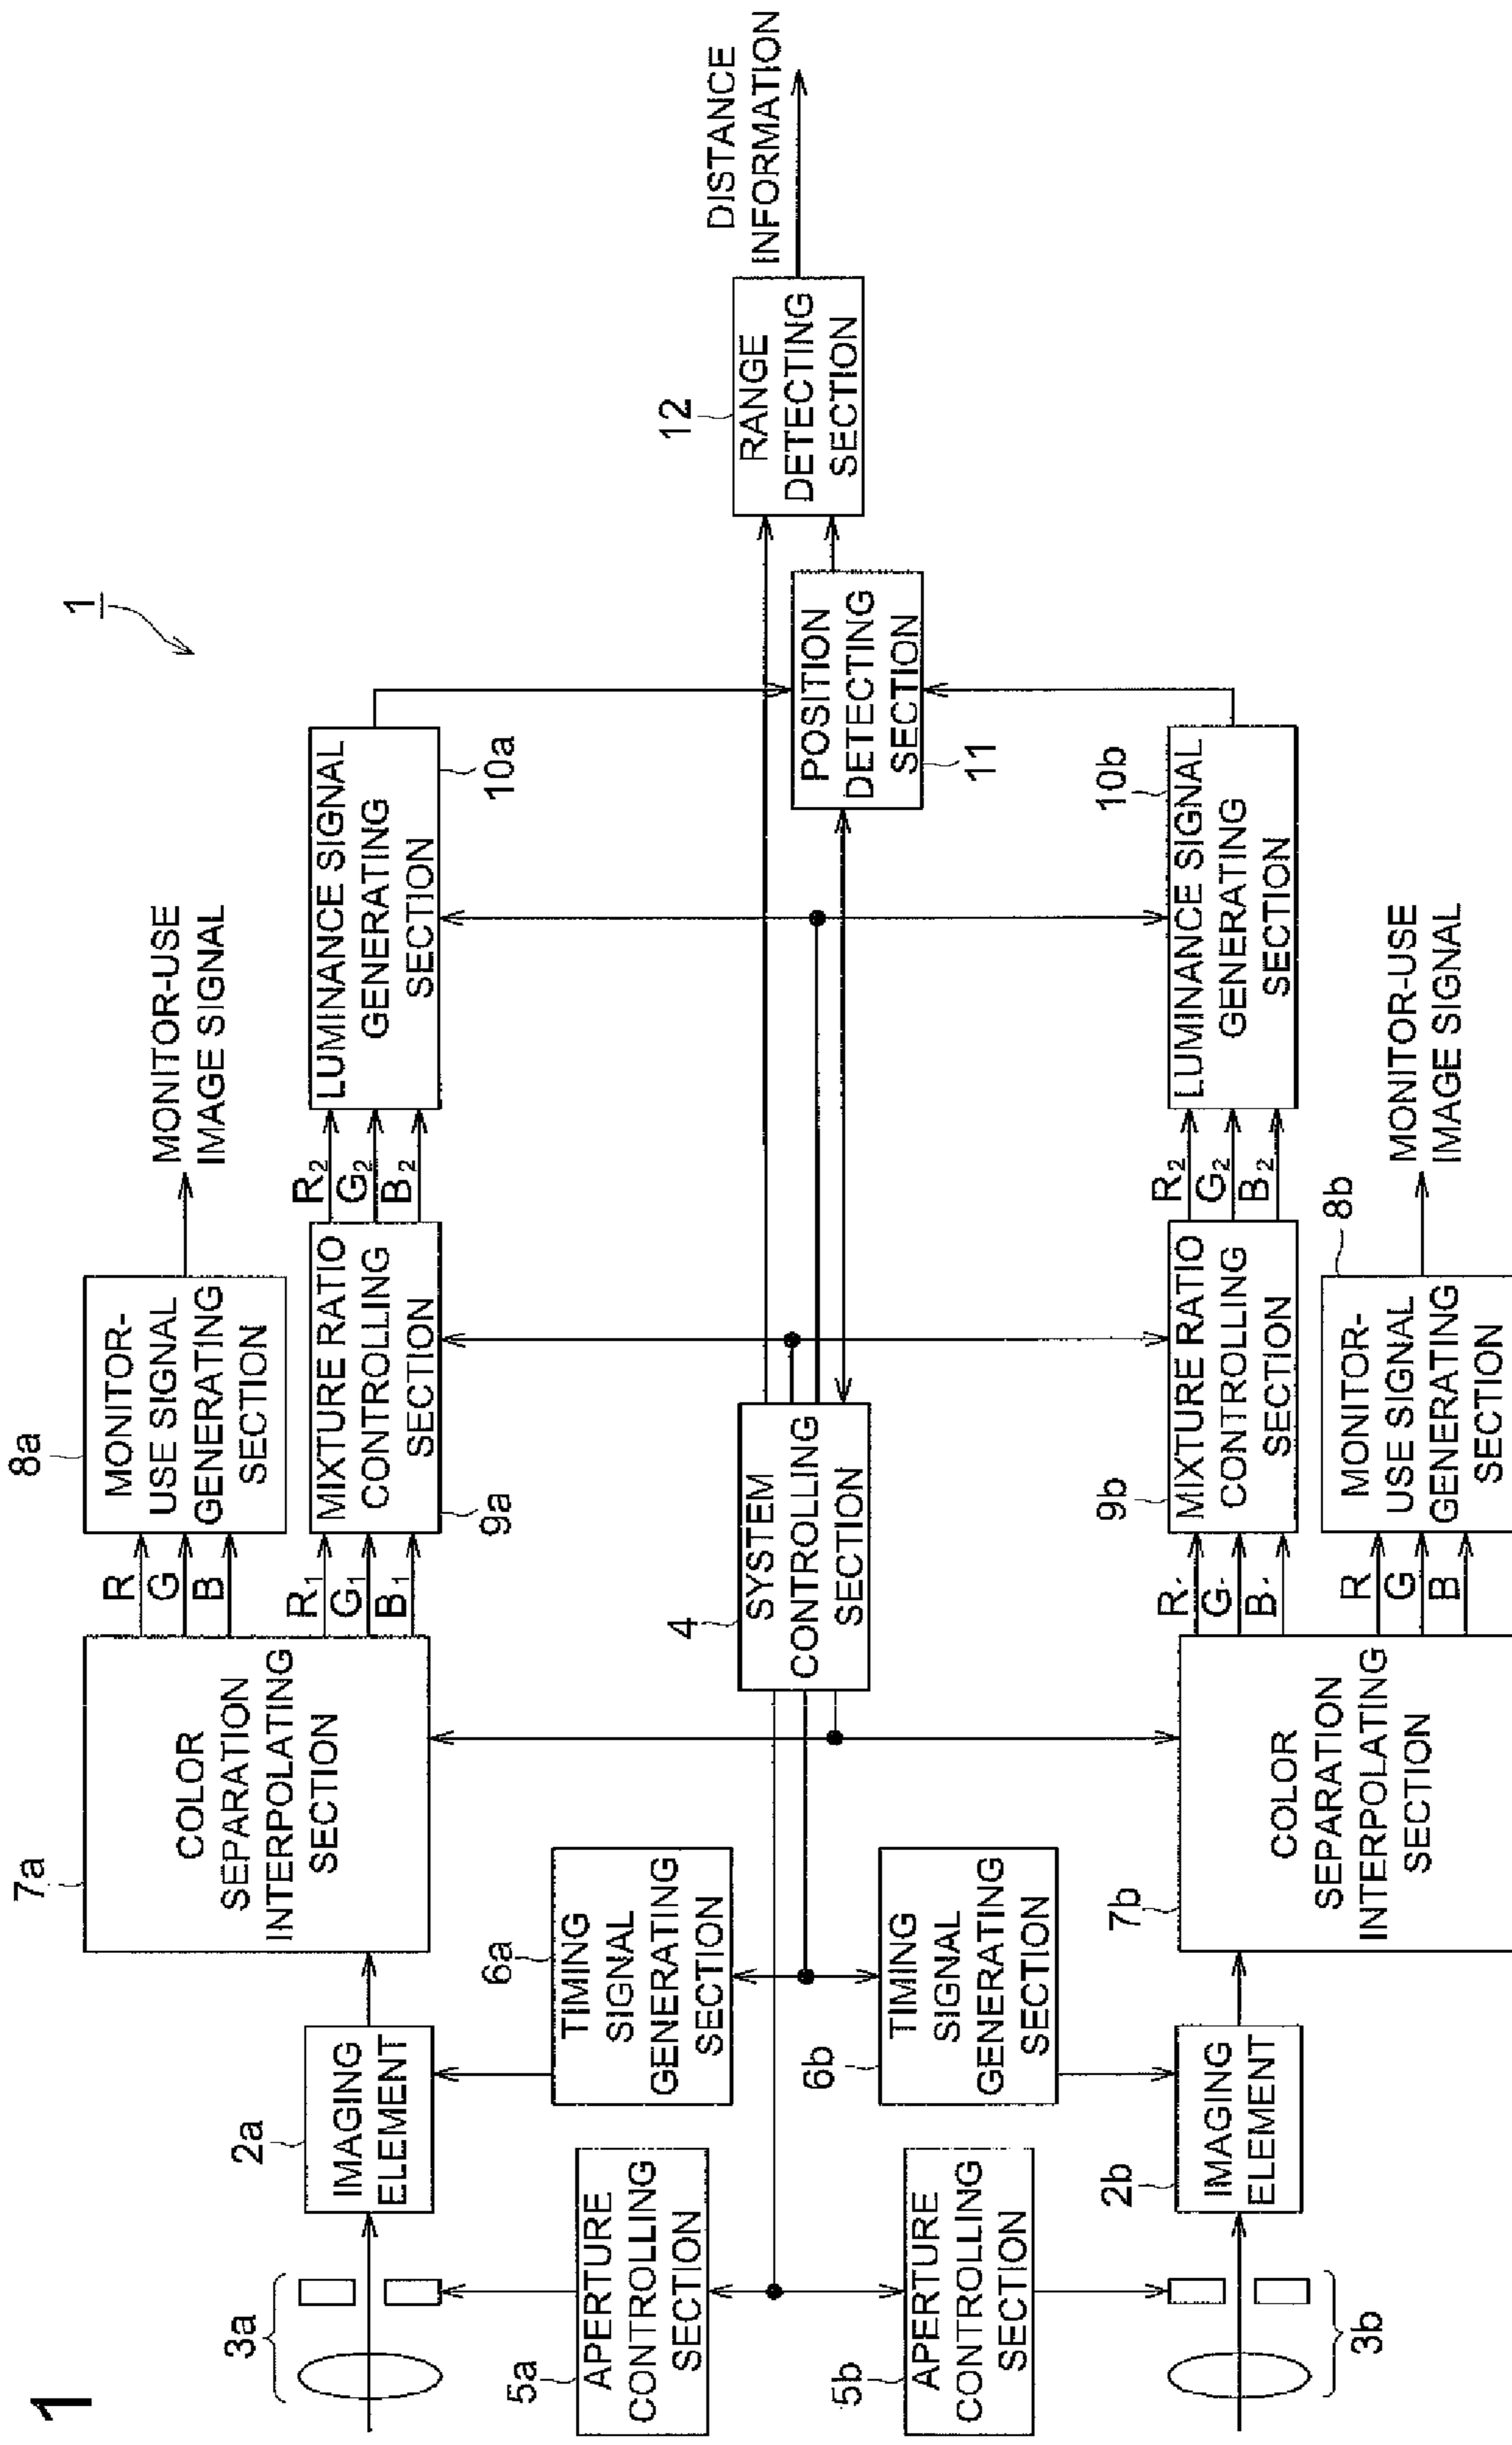 1
1
3a
2a
IMAGING
ELEMENT
7a
COLOR
SEPARATION
INTERPOLATING
SECTION
R
G
B
R1
G1
B1
8a
MONITOR-
USE SIGNAL
GENERATING
SECTION
MONITOR-USE
IMAGE SIGNAL
MIXTURE RATIO
CONTROLLING
SECTION
9a
R2
G2
B2
LUMINANCE SIGNAL
GENERATING
SECTION
10a
5a
APERTURE
CONTROLLING
SECTION
6a
TIMING
SIGNAL
GENERATING
SECTION
4
SYSTEM
CONTROLLING
SECTION
POSITION
DETECTING
SECTION
11
12
RANGE
DETECTING
SECTION
DISTANCE
INFORMATION
5b
APERTURE
CONTROLLING
SECTION
6b
TIMING
SIGNAL
GENERATING
SECTION
3b
2b
IMAGING
ELEMENT
7b
COLOR
SEPARATION
INTERPOLATING
SECTION
R'
G'
B'
R
G
B
9b
MIXTURE RATIO
CONTROLLING
SECTION
R2
G2
B2
10b
LUMINANCE SIGNAL
GENERATING
SECTION
8b
MONITOR-
USE SIGNAL
GENERATING
SECTION
MONITOR-USE
IMAGE SIGNAL